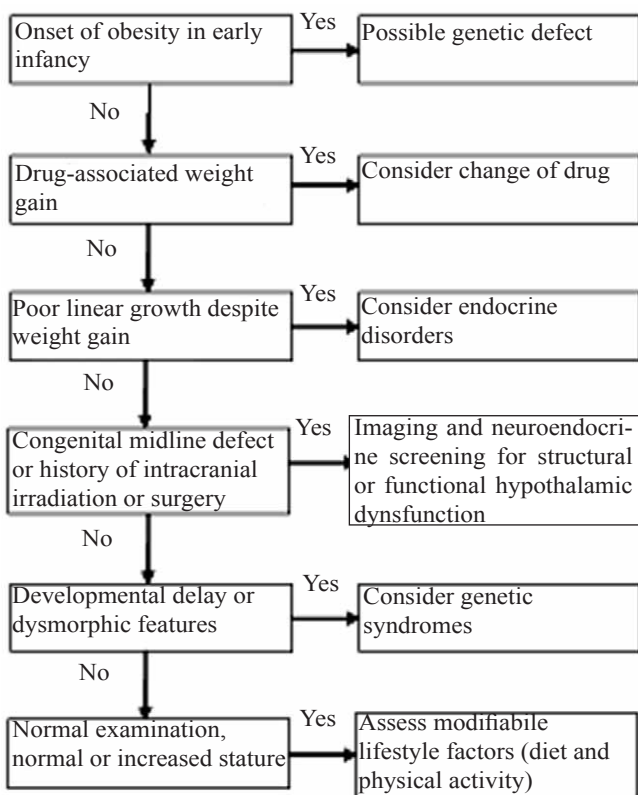 Onset of obesity in early
infancy
Yes
Possible genetic defect
No
Drug-associated weight
gain
Yes
Consider change of drug
No
Poor linear growth despite
weight gain
Yes
Consider endocrine
disorders
No
Congenital midline defect
or history of intracranial
irradiation or surgery
Yes
Imaging and neuroendocri-
ne screening for structural
or functional hypothalamic
dynsfunction
No
Developmental delay or
dysmorphic features
Yes
Consider genetic
syndromes
No
Normal examination,
normal or increased stature
Yes
Assess modifiabile
lifestyle factors (diet and
physical activity)